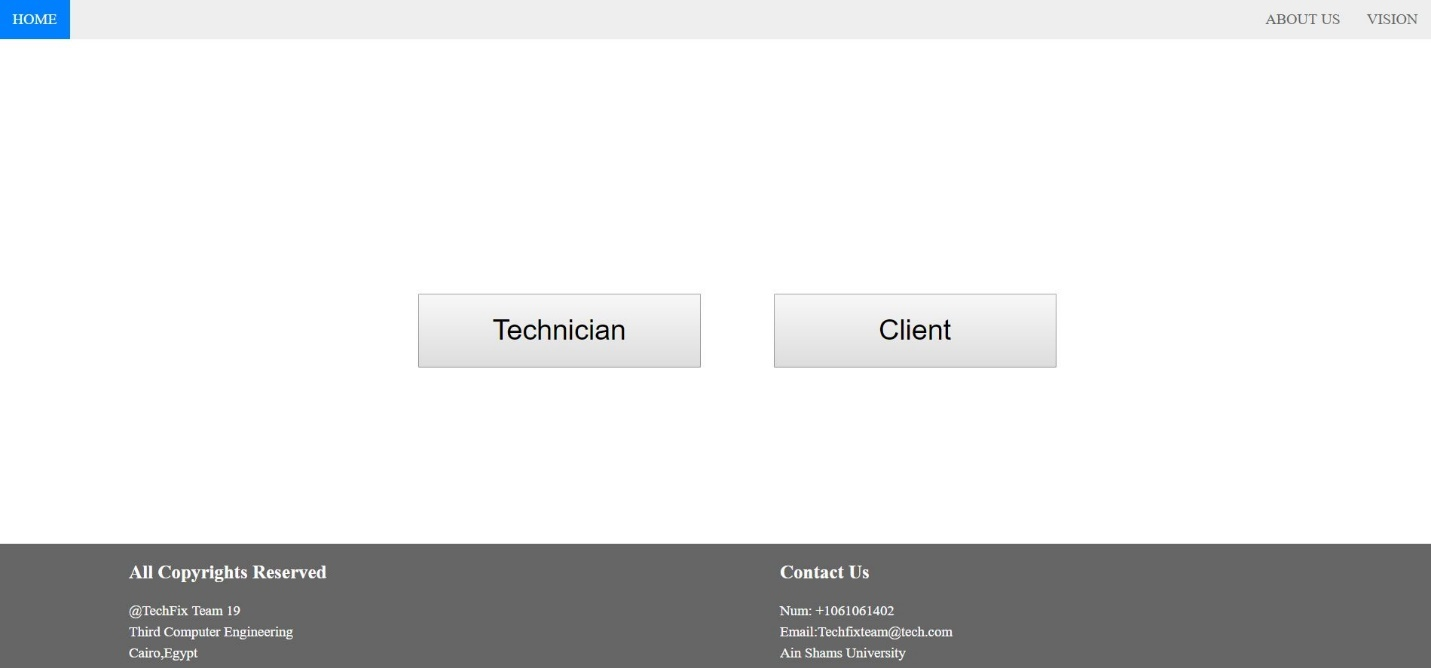 HOME
ABOUT US
VISION
Technician
Client
All Copyrights Reserved
@TechFix Team 19
Third Computer Engineering
Cairo,Egypt
Contact Us
Num: +1061061402
Email:Techfixteam@tech.com
Ain Shams University